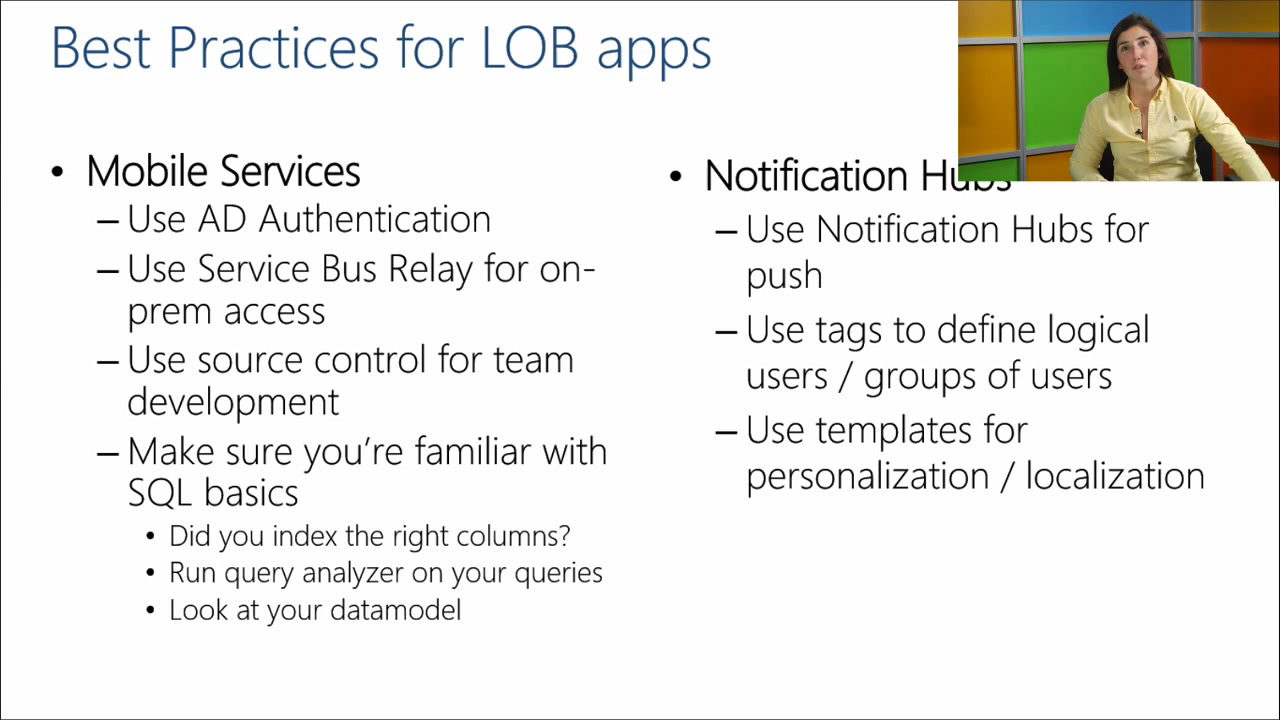 Best Practices for LOB apps
• Mobile Services
– Use AD Authentication
– Use Service Bus Relay for on-
prem access
– Use source control for team
development
– Make sure you’re familiar with
SQL basics
• Did you index the right columns?
• Run query analyzer on your queries
• Look at your datamodel
• Notification Hubs
– Use Notification Hubs for
push
– Use tags to define logical
users / groups of users
– Use templates for
personalization / localization